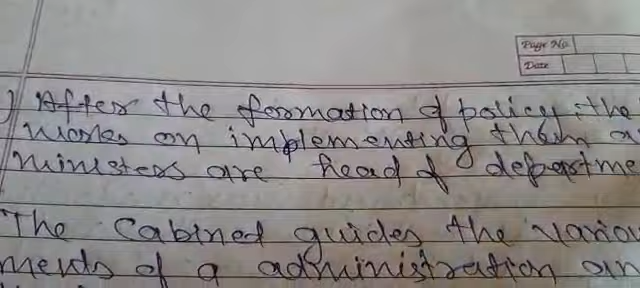 Page No.
Date
) After the formation of policy, the
works on implementing them a
ministers are head of departme
The Cabined guides the variou
ments of a administration an